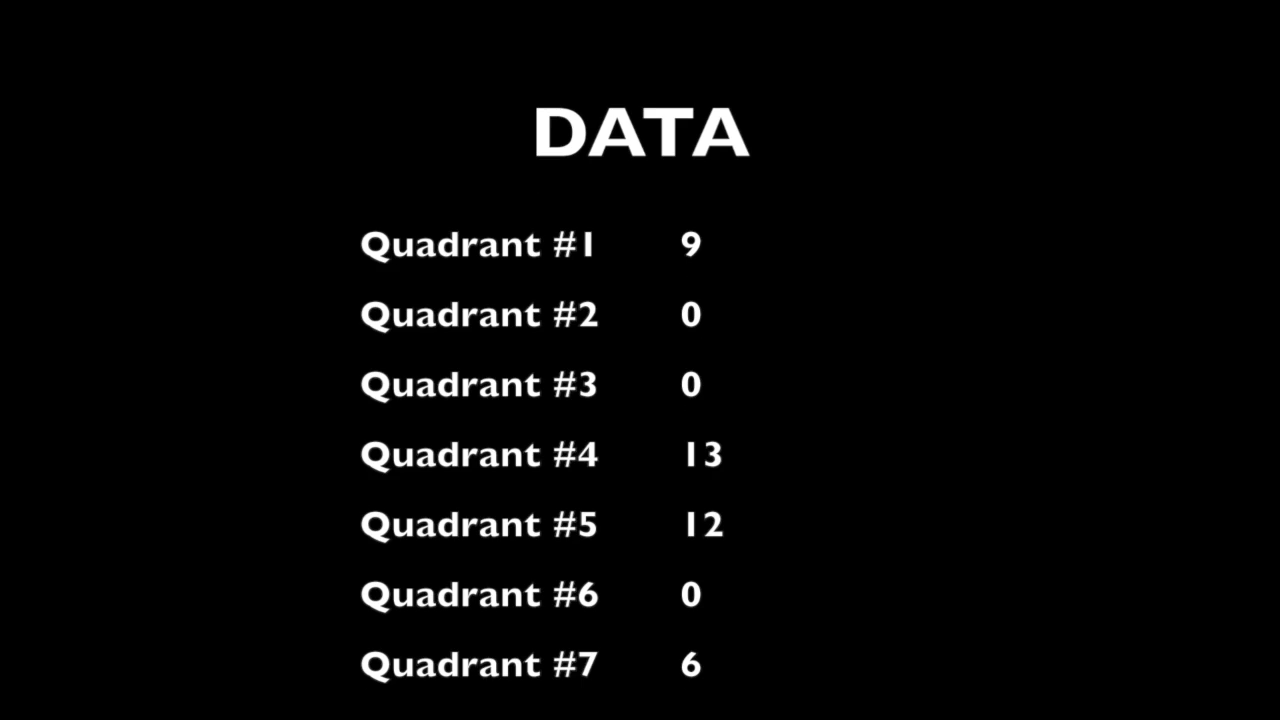 DATA
Quadrant #1 9
Quadrant #2 0
Quadrant #3 0
Quadrant #4 13
Quadrant #5 12
Quadrant #6 0
Quadrant #7 6